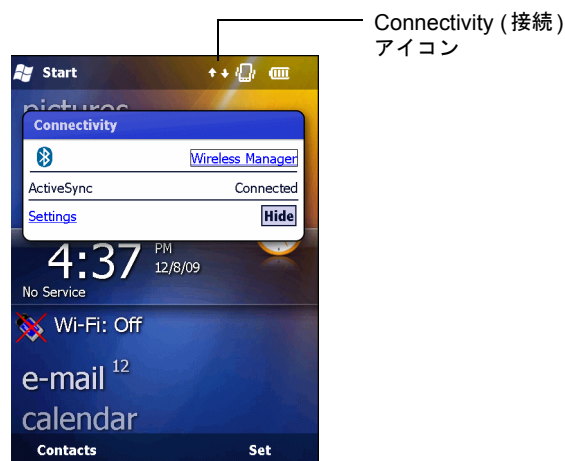 Connectivity (接続)
アイコン
Start
pictures
Connectivity
Wireless Manager
ActiveSync Connected
Settings Hide
4:37 PM
12/8/09
No Service
Wi-Fi: Off
e-mail 12
calendar
Contacts Set